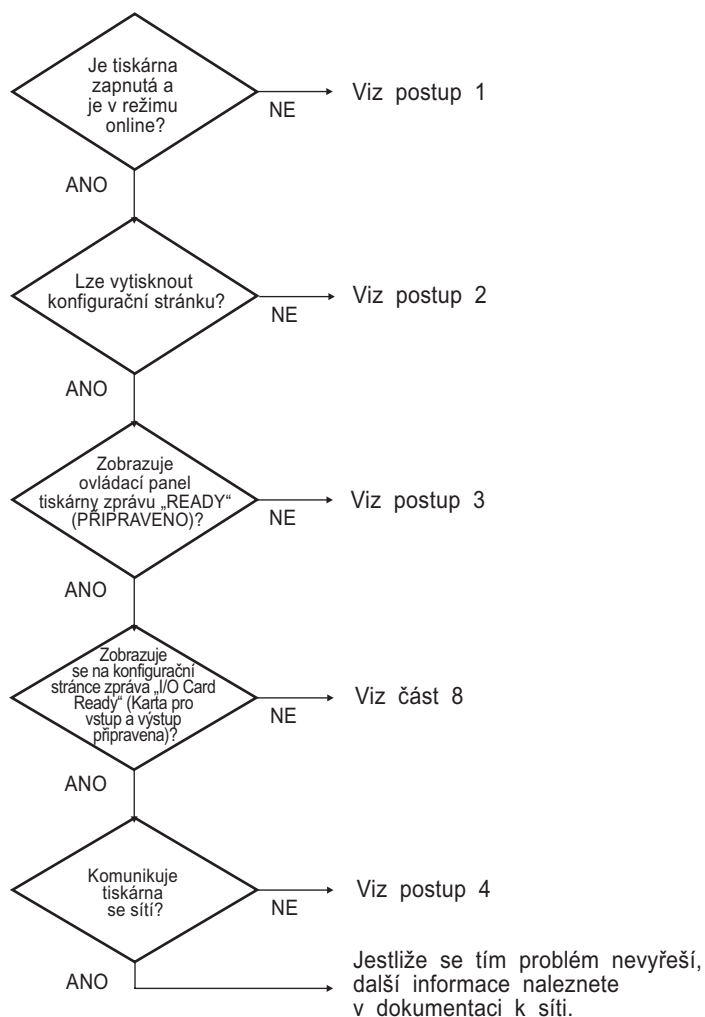 Je tiskárna
zapnutá a
je v režimu
online?
NE
Viz postup 1
ANO
Lze vytisknout
konfigurační stránku?
NE
Viz postup 2
ANO
Zobrazuje
ovládací panel
tiskárny zprávu „READY“
(PŘIPRAVENO)?
NE
Viz postup 3
ANO
Zobrazuje
se na konfigurační
stránce zpráva „I/O Card
Ready“ (Karta pro
vstup a výstup
připravena)?
NE
Viz část 8
ANO
Komunikuje
tiskárna
se sítí?
NE
Viz postup 4
ANO
Jestliže se tím problém nevyřeší,
další informace naleznete
v dokumentaci k síti.